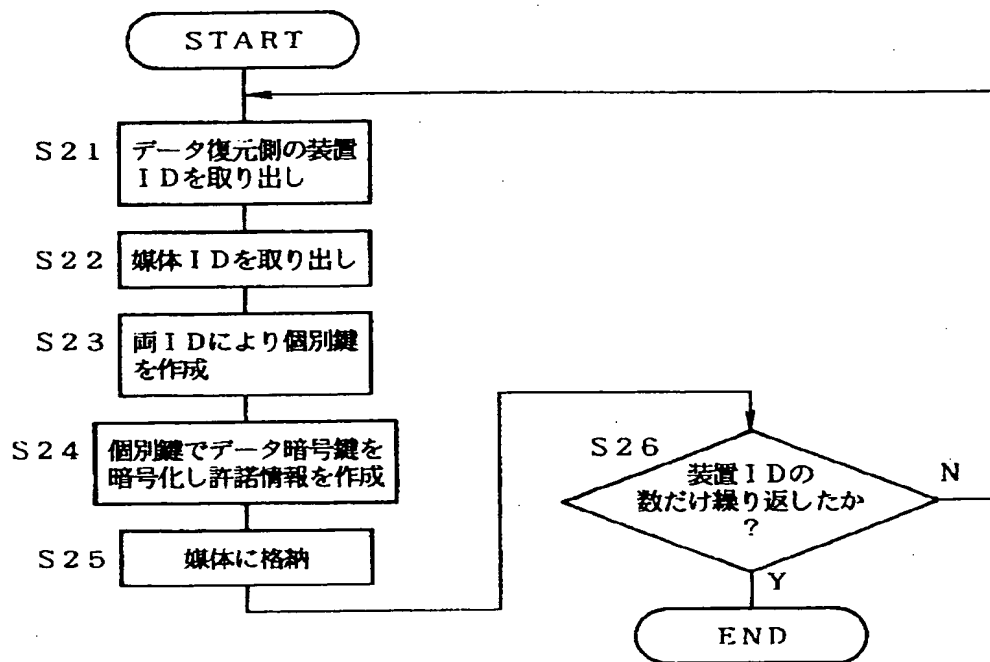 START
S21
データ復元側の装置
IDを取り出し
S22
媒体IDを取り出し
S23
両IDにより個別鍵
を作成
S24
個別鍵でデータ暗号鍵を
暗号化し許諾情報を作成
S25
媒体に格納
S26
装置IDの
数だけ繰り返したか
?
N
Y
END